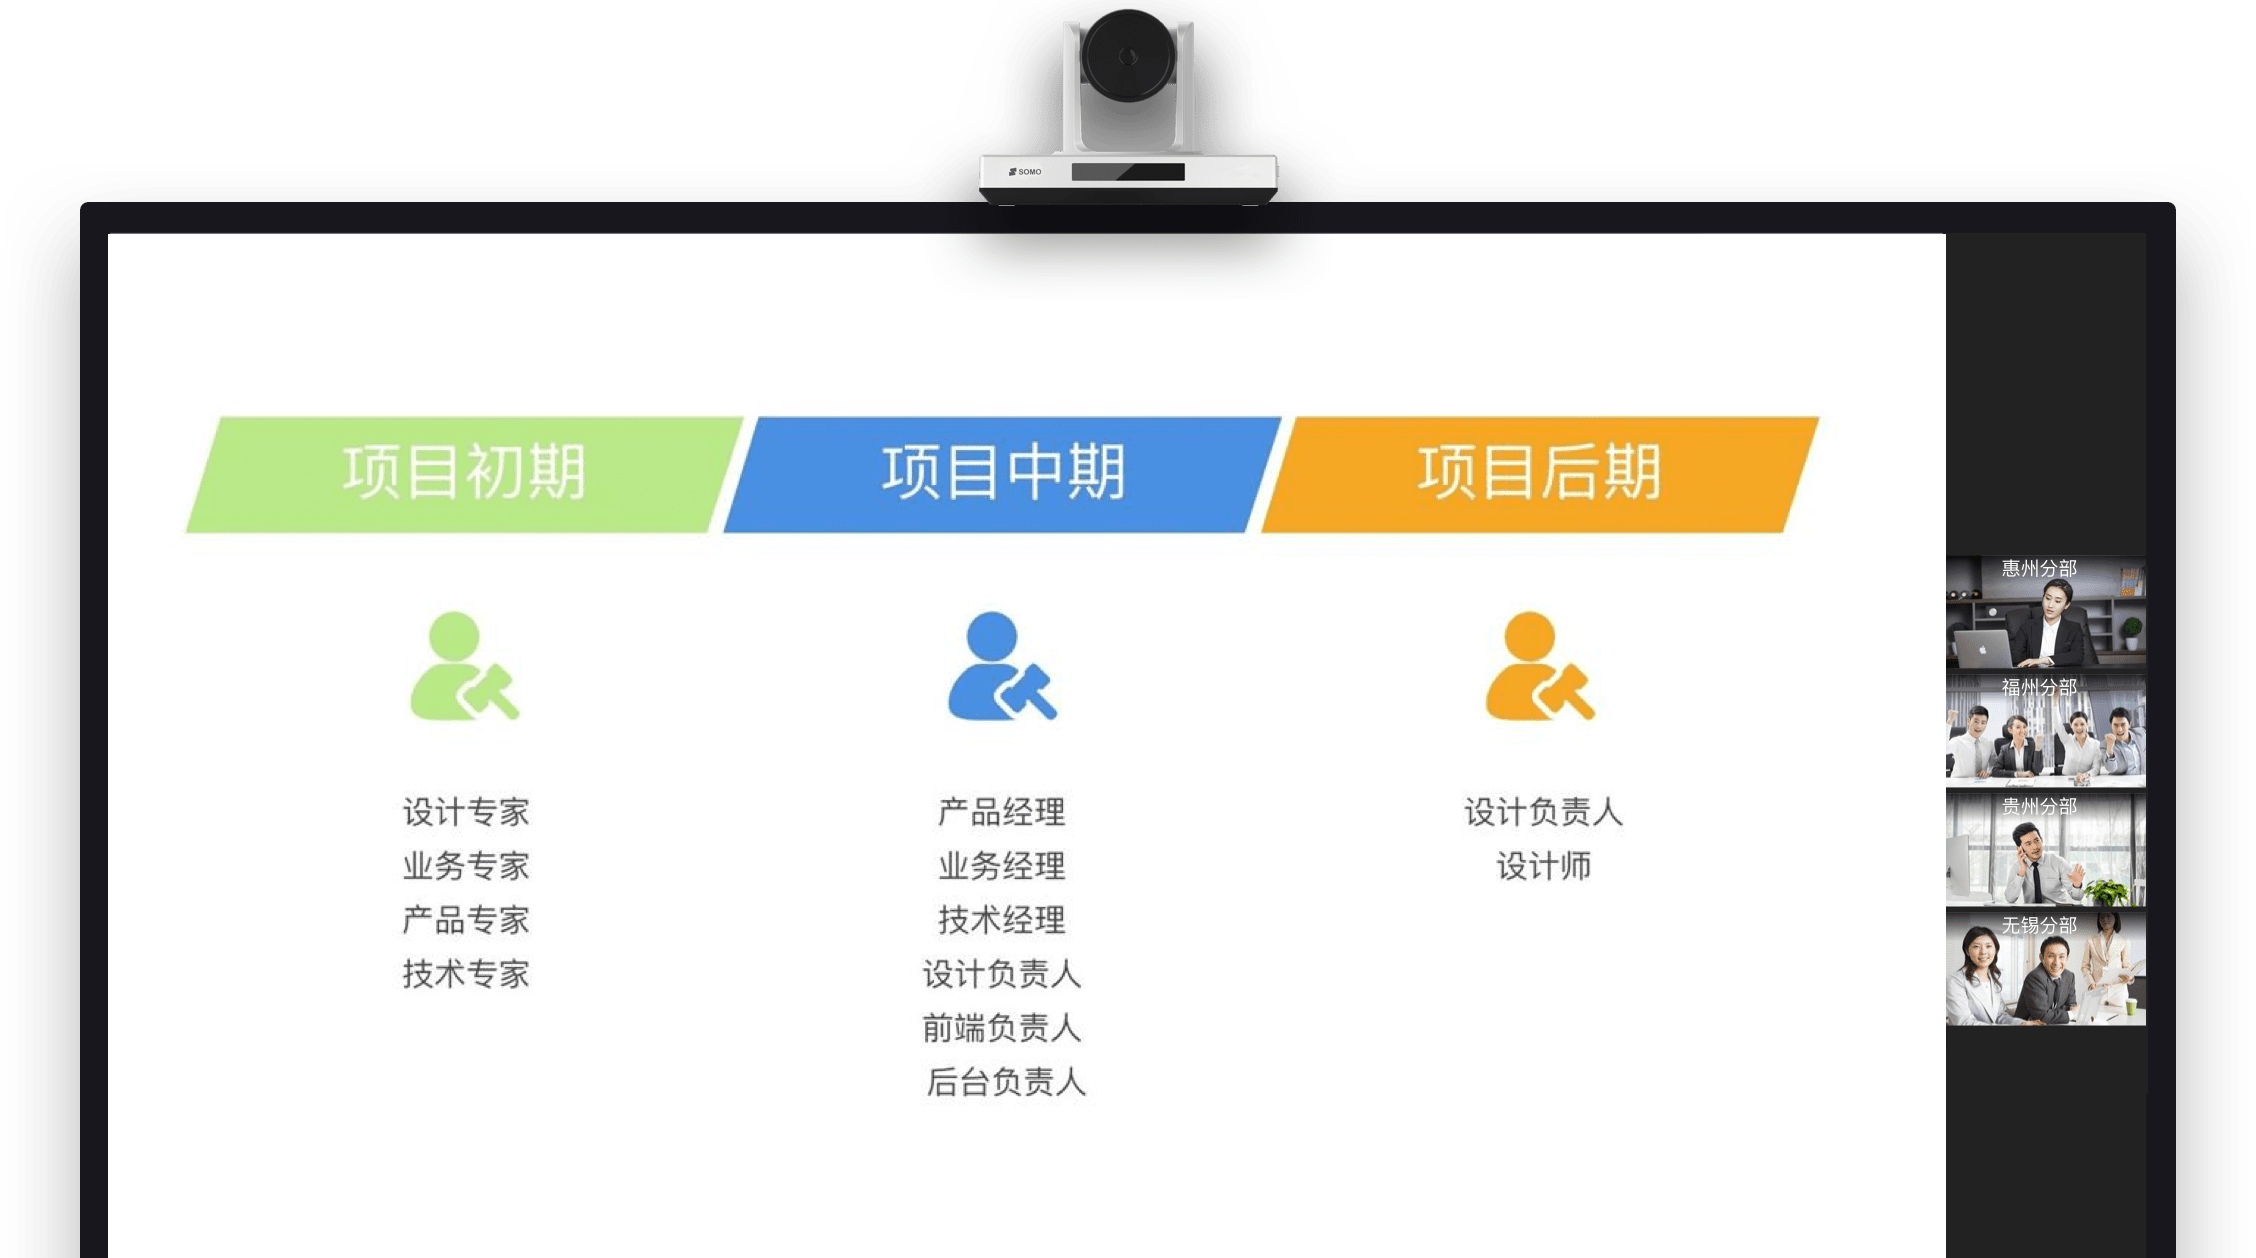 SOMO
项目初期
项目中期
项目后期
设计专家
业务专家
产品专家
技术专家
产品经理
业务经理
技术经理
设计负责人
前端负责人
后台负责人
设计负责人
设计师
惠州分部
福州分部
贵州分部
无锡分部